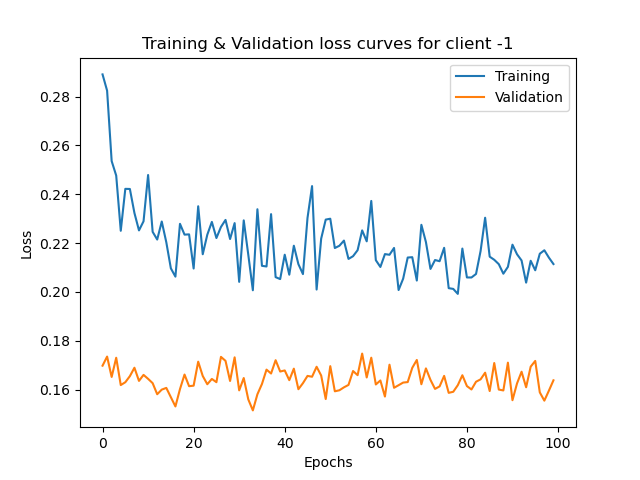 Training & Validation loss curves for client -1
Training
Validation
Loss
0.28
0.26
0.24
0.22
0.20
0.18
0.16
0
20
40
60
80
100
Epochs